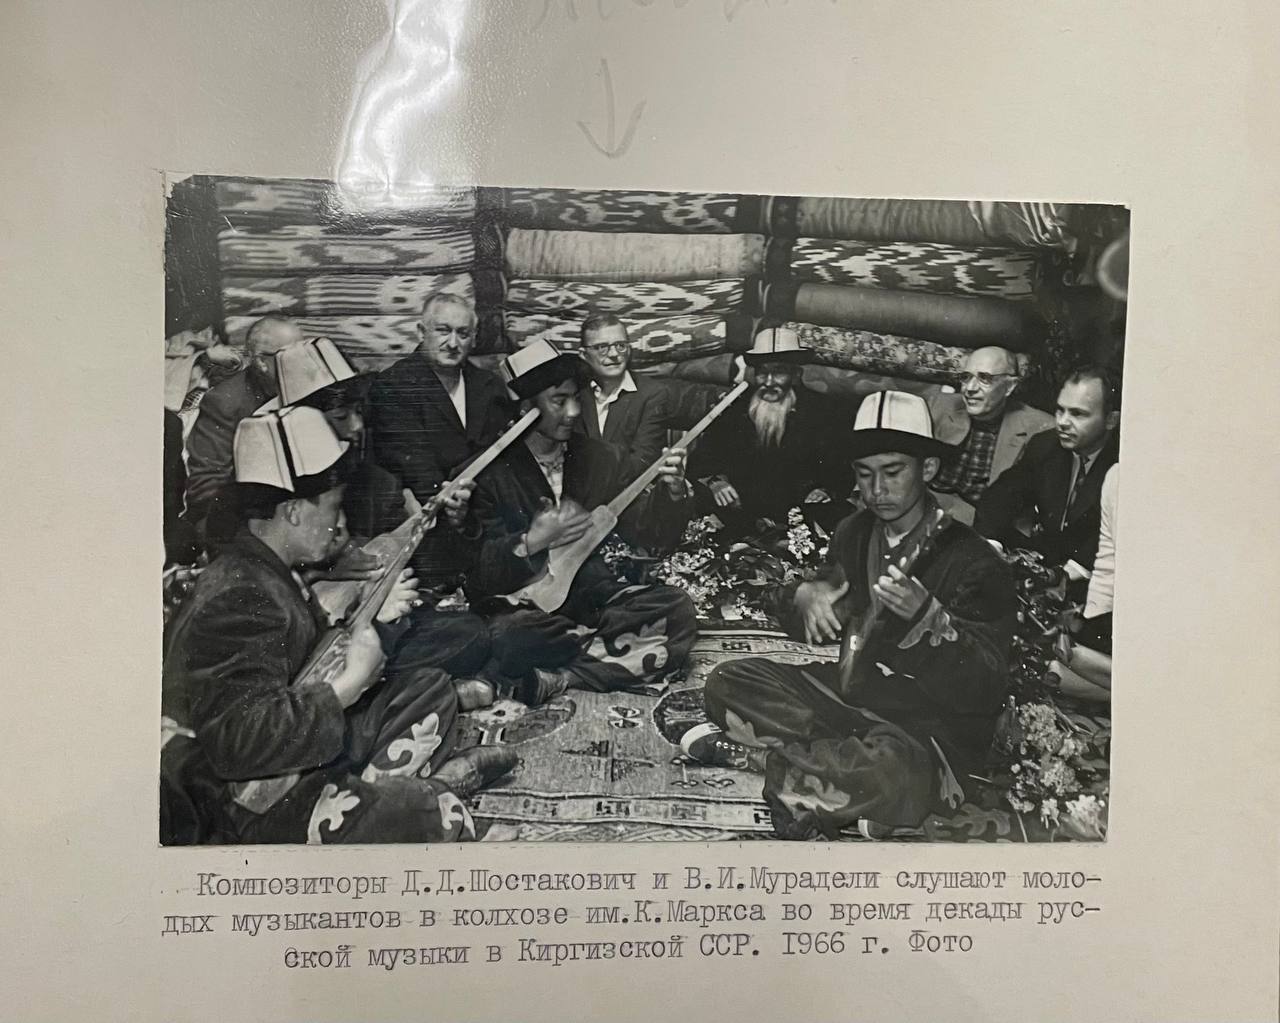 Композиторы Д.Д.Шостакович и В.И.Мурадели слушают моло-
дых музыкантов в колхозе им.К.Маркса во время декады рус-
ской музыки в Киргизской ССР. 1966 г. Фото